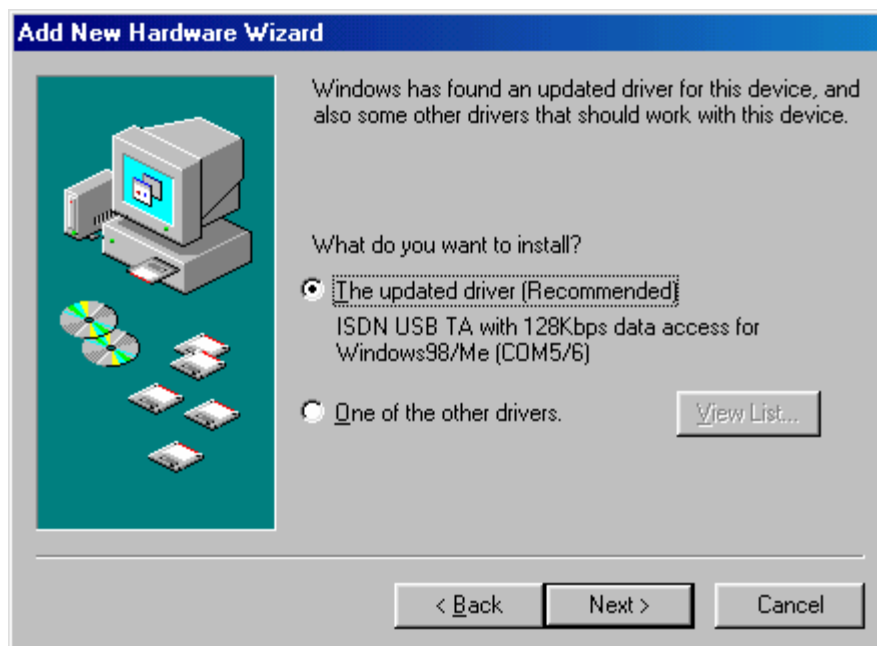 Add New Hardware Wizard
Windows has found an updated driver for this device, and
also some other drivers that should work with this device.
What do you want to install?
The updated driver (Recommended)
ISDN USB TA with 128Kbps data access for
Windows98/Me (COM5/6)
One of the other drivers.
View List...
< Back
Next >
Cancel